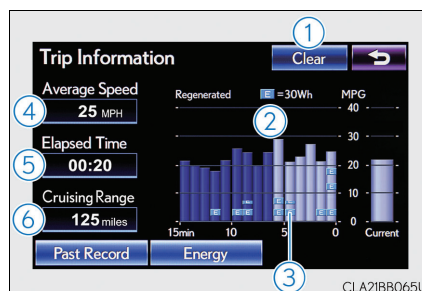 1
Trip Information
Clear
Average Speed
Regenerated
E =30Wh
MPG
4
25 MPH
2
40
30
Elapsed Time
5
00:20
20
Cruising Range
10
6
125 miles
0
15min
10
5
0
Current
Past Record
Energy
3
CLA21BB065U